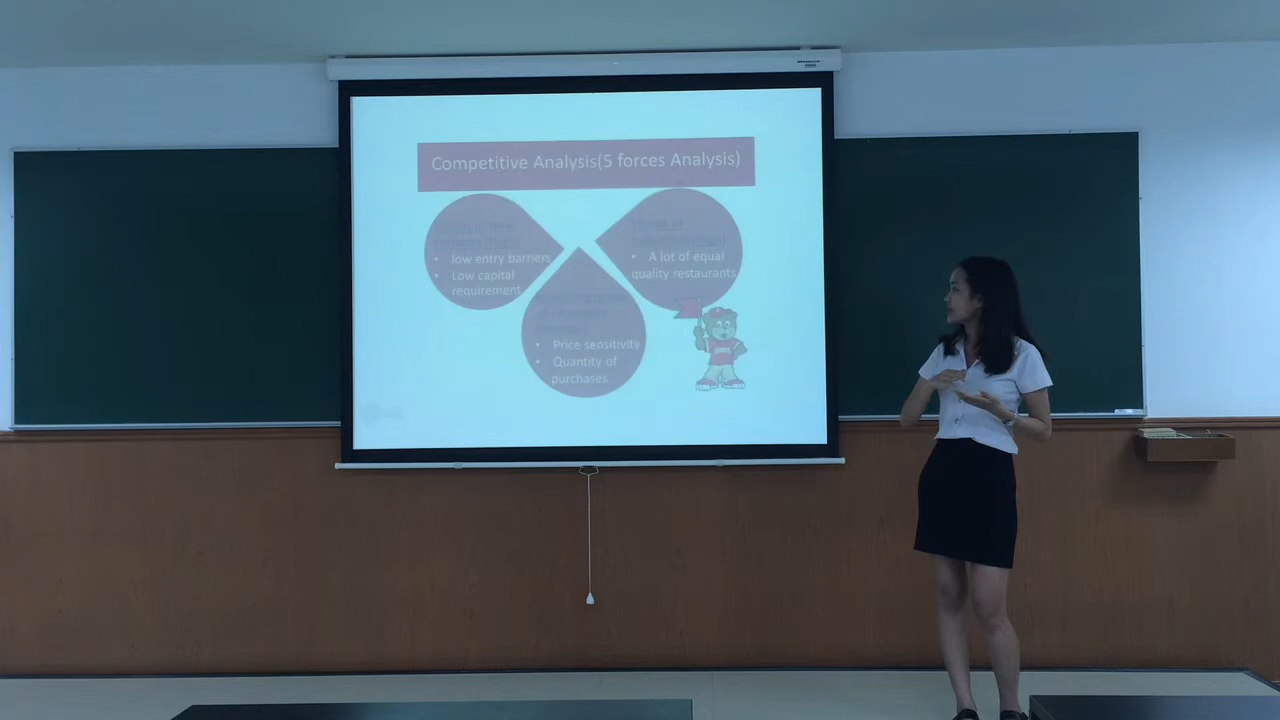 Competitive Analysis(5 forces Analysis)
• low entry barriers
• Low capital
requirement
• A lot of equal
quality restaurants
• Price sensitivity
• Quantity of
purchases